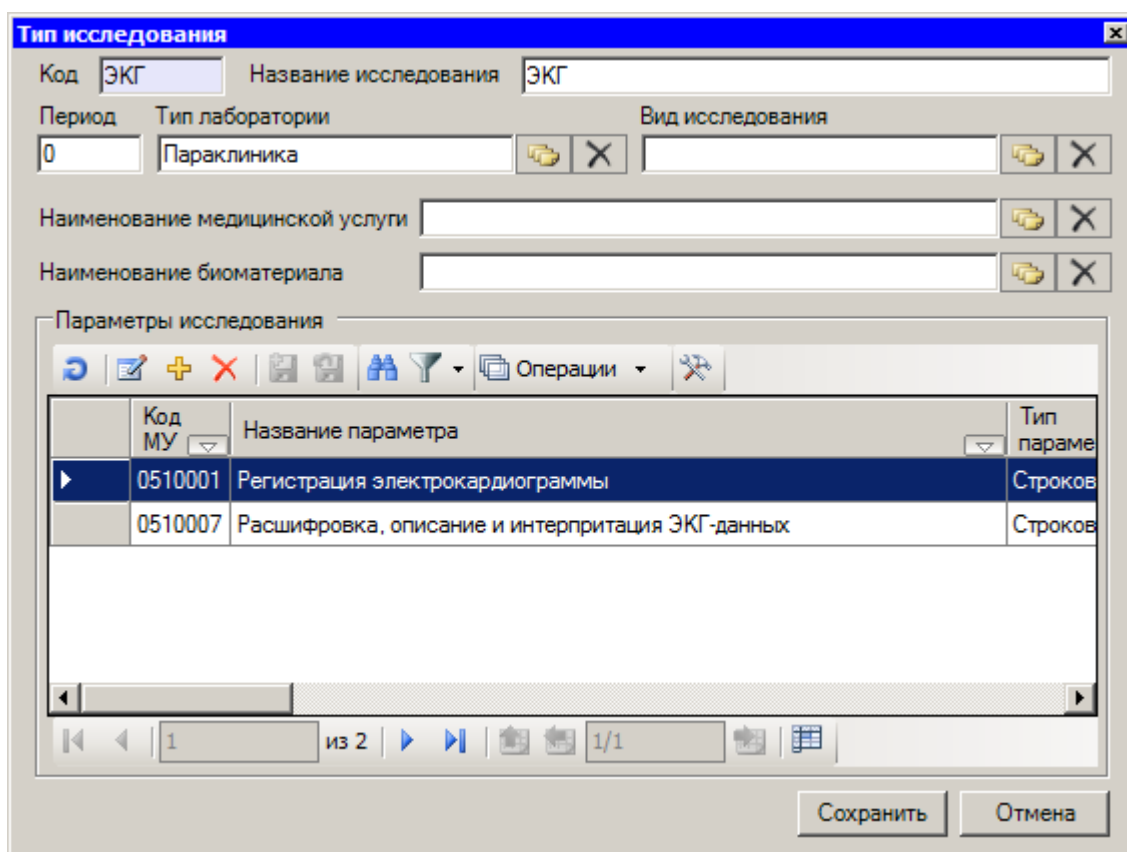 Тип исследования
Код ЭКГ Название исследования ЭКГ
Период Тип лаборатории Вид исследования
0 Параклиника
Наименование медицинской услуги
Наименование биоматериала
Параметры исследования
Операции
Код МУ Название параметра Тип параме
0510001 Регистрация электрокардиограммы Строков
0510007 Расшифровка, описание и интерпритация ЭКГ-данных Строков
1 из 2 1/1
Сохранить Отмена